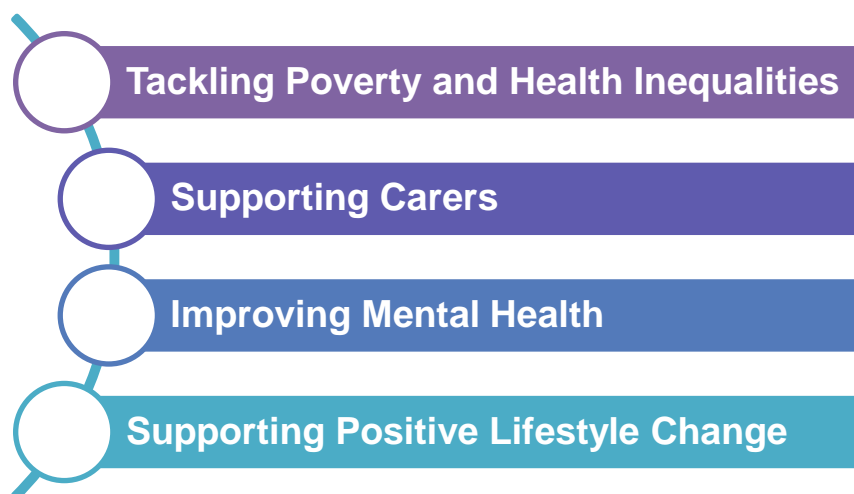 Tackling Poverty and Health Inequalities
Supporting Carers
Improving Mental Health
Supporting Positive Lifestyle Change